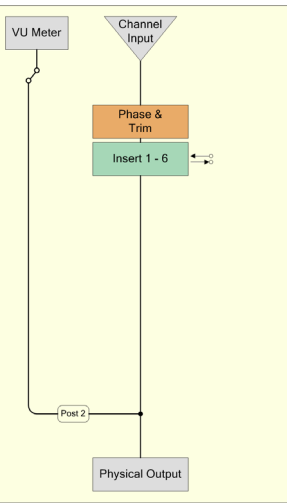 VU Meter
Channel
Input
Phase &
Trim
Insert 1 - 6
Post 2
Physical Output